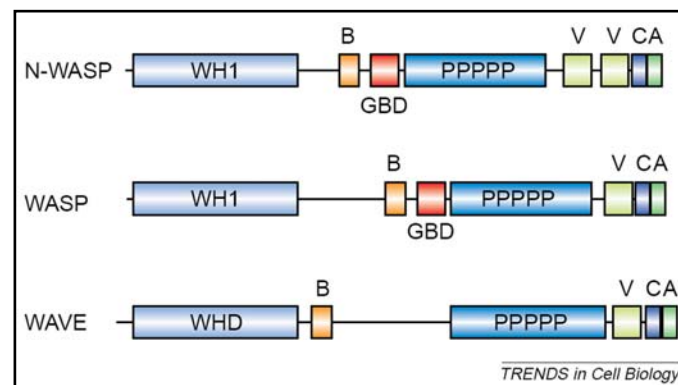 B V V CA
N-WASP WH1 PPPPP
GBD
B V CA
WASP WH1 PPPPP
GBD
B V CA
WAVE WHD PPPPP
TRENDS in Cell Biology